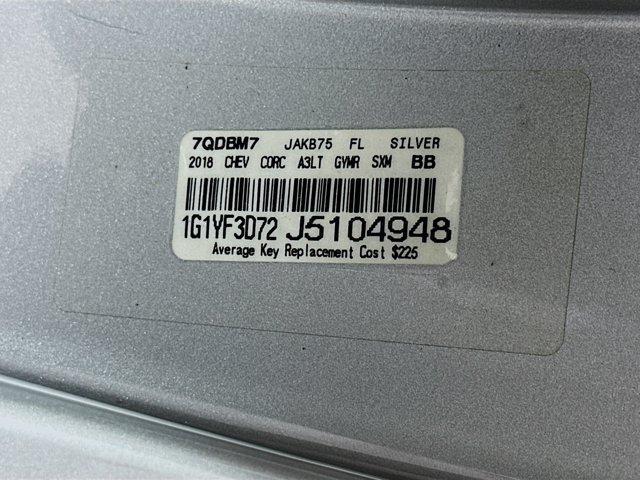 7QDBM7 JAKB75 FL SILVER
2018 CHEV CORC A3LT GYMR SXM BB
1G1YF3D72 J5104948
Average Key Replacement Cost $225